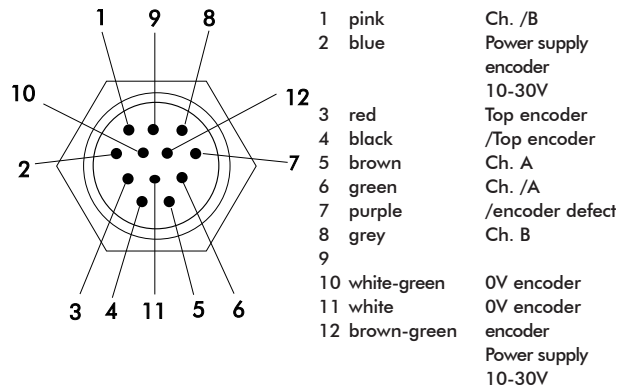 1 9 8
10 12
2 7
3 4 11 5 6
1 pink Ch. /B
2 blue Power supply
encoder
10-30V
3 red Top encoder
4 black /Top encoder
5 brown Ch. A
6 green Ch. /A
7 purple /encoder defect
8 grey Ch. B
9
10 white-green 0V encoder
11 white 0V encoder
12 brown-green encoder
Power supply
10-30V